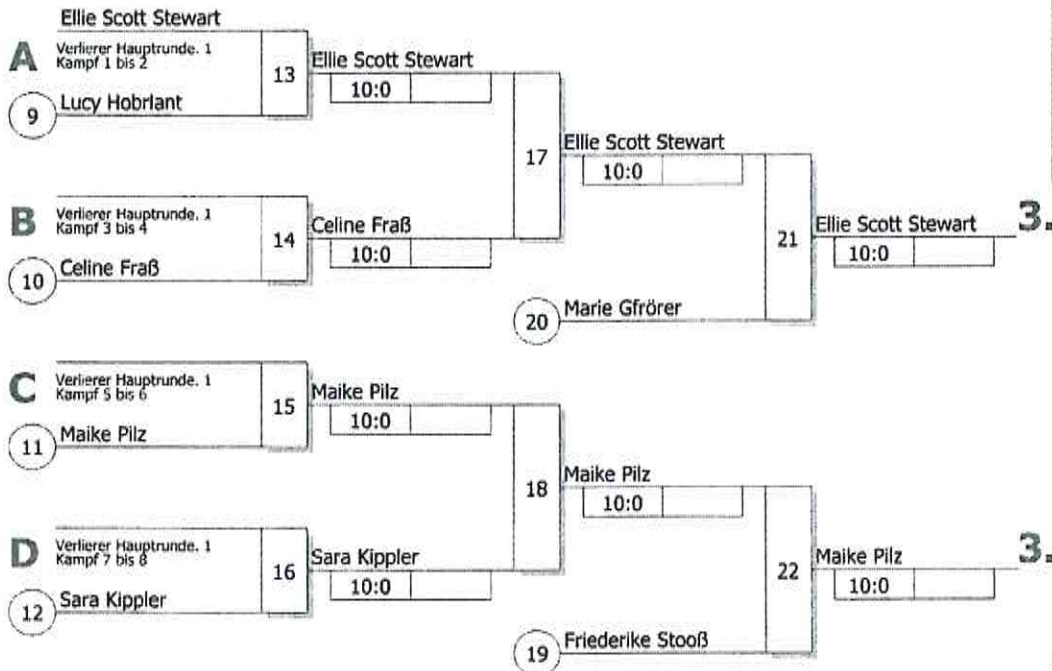 Ellie Scott Stewart
A
Verlierer Hauptrunde. 1
Kampf 1 bis 2
13
Ellie Scott Stewart
10:0
9
Lucy Hobrlant
17
Ellie Scott Stewart
10:0
B
Verlierer Hauptrunde. 1
Kampf 3 bis 4
14
Celine Fraß
10:0
10
Celine Fraß
21
Ellie Scott Stewart
3.
10:0
20
Marie Gfrörer
C
Verlierer Hauptrunde. 1
Kampf 5 bis 6
15
Maike Pilz
10:0
11
Maike Pilz
18
Maike Pilz
10:0
D
Verlierer Hauptrunde. 1
Kampf 7 bis 8
16
Sara Kippler
10:0
12
Sara Kippler
22
Maike Pilz
3.
10:0
19
Friederike Stooß